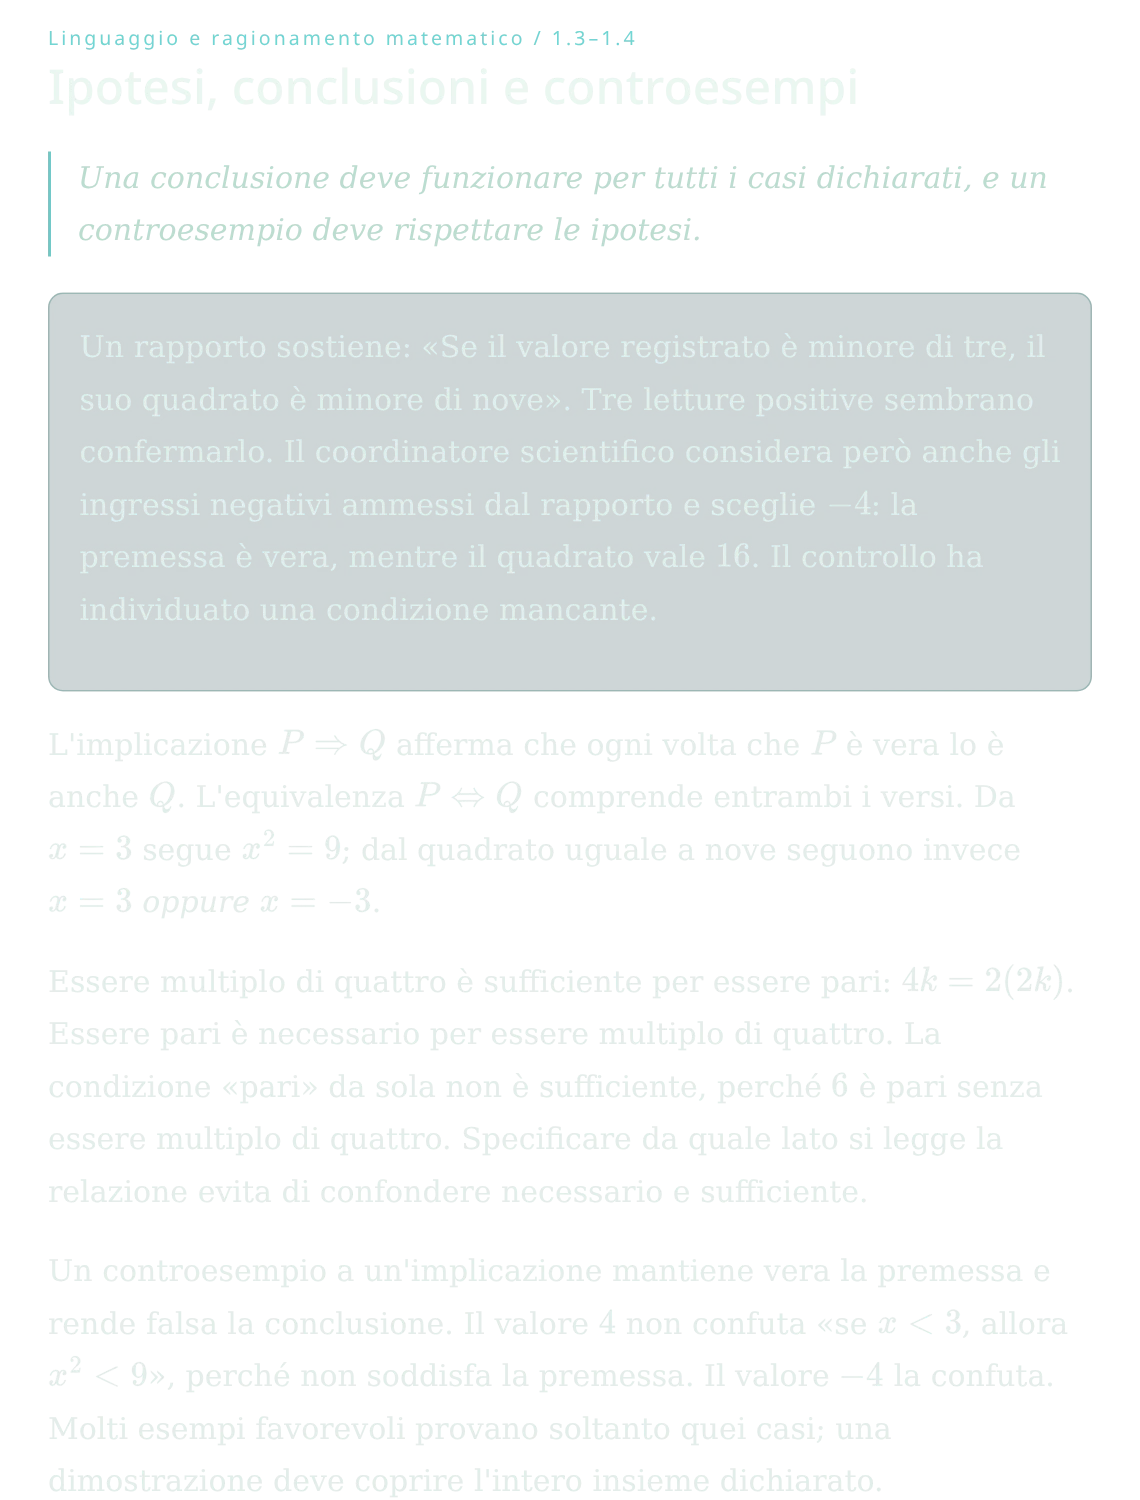 Linguaggio e ragionamento matematico / 1.3–1.4
Ipotesi, conclusioni e controesempi
Una conclusione deve funzionare per tutti i casi dichiarati, e un
controesempio deve rispettare le ipotesi.
Un rapporto sostiene: «Se il valore registrato è minore di tre, il
suo quadrato è minore di nove». Tre letture positive sembrano
confermarlo. Il coordinatore scientifico considera però anche gli
ingressi negativi ammessi dal rapporto e sceglie −4: la
premessa è vera, mentre il quadrato vale 16. Il controllo ha
individuato una condizione mancante.
L'implicazione P ⇒ Q afferma che ogni volta che P è vera lo è
anche Q. L'equivalenza P ⇔ Q comprende entrambi i versi. Da
x = 3 segue x² = 9; dal quadrato uguale a nove seguono invece
x = 3 oppure x = −3.
Essere multiplo di quattro è sufficiente per essere pari: 4k = 2(2k).
Essere pari è necessario per essere multiplo di quattro. La
condizione «pari» da sola non è sufficiente, perché 6 è pari senza
essere multiplo di quattro. Specificare da quale lato si legge la
relazione evita di confondere necessario e sufficiente.
Un controesempio a un'implicazione mantiene vera la premessa e
rende falsa la conclusione. Il valore 4 non confuta «se x < 3, allora
x² < 9», perché non soddisfa la premessa. Il valore −4 la confuta.
Molti esempi favorevoli provano soltanto quei casi; una
dimostrazione deve coprire l'intero insieme dichiarato.